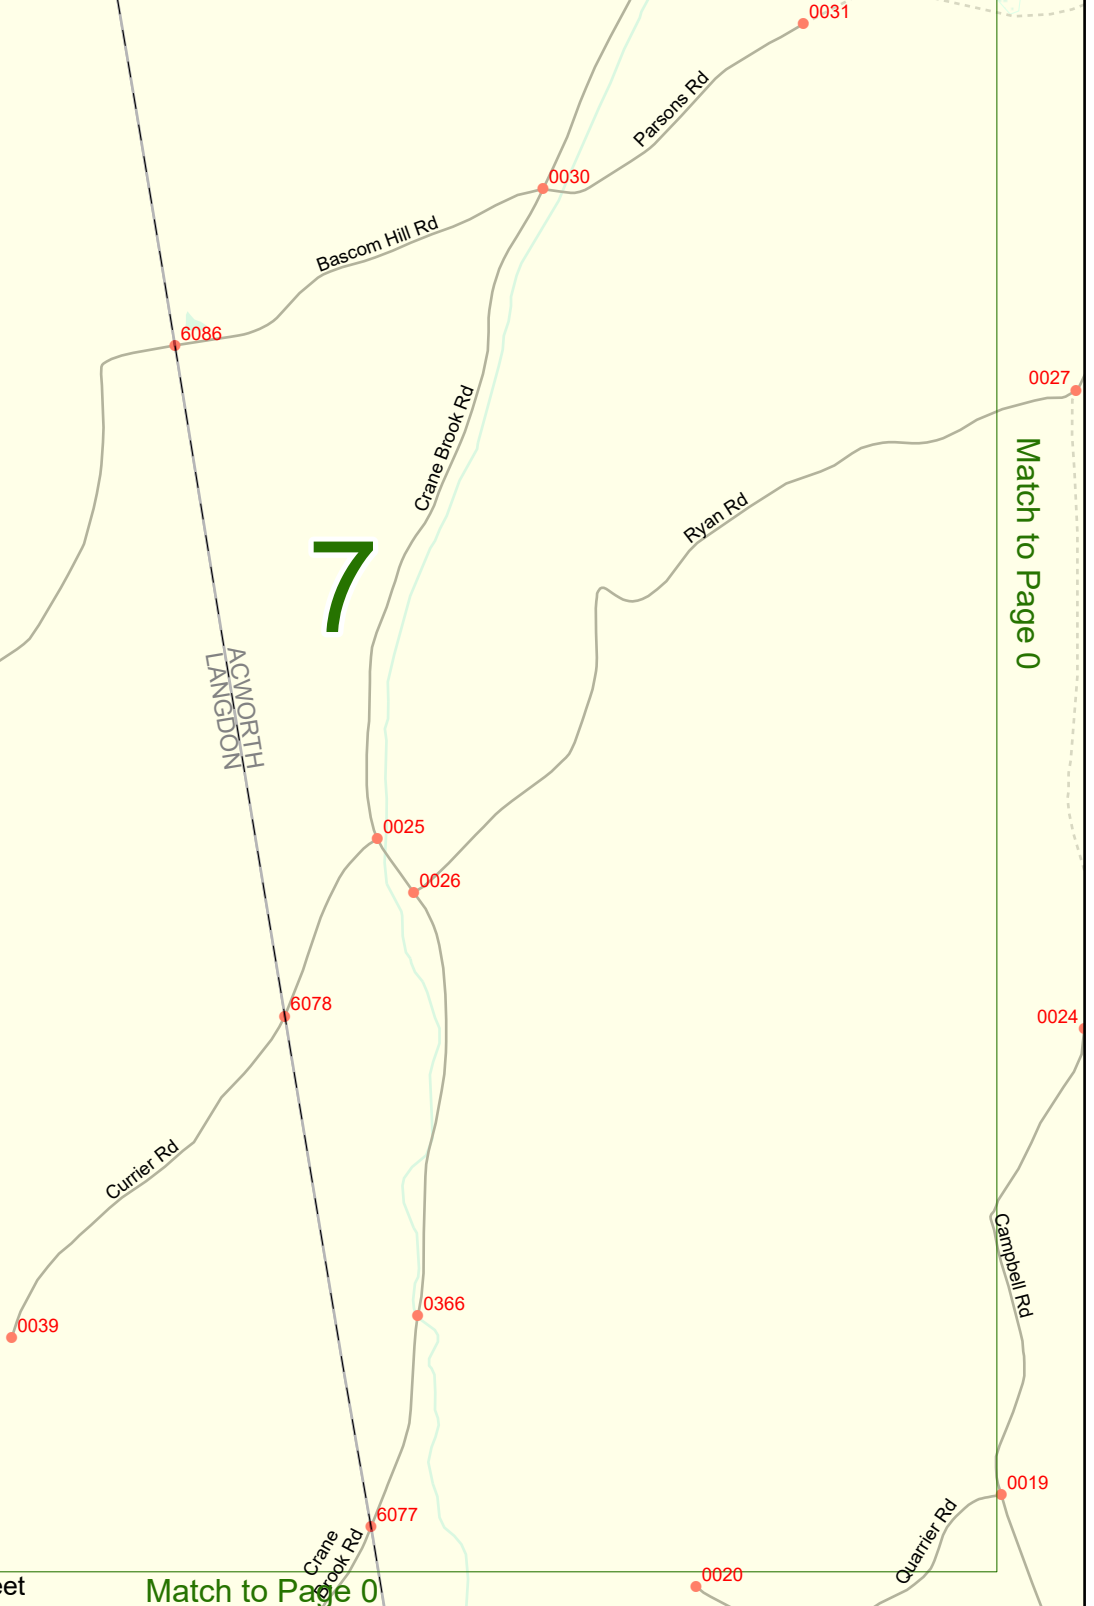 0031
Parsons Rd
0030
Bascom Hill Rd
6086
0027
Crane Brook Rd
Match to Page 0
Ryan Rd
7
ACWORTH
LANGDON
0025
0026
6078
0024
Currier Rd
Campbell Rd
0366
0039
0019
6077
Quarrier Rd
Crane
Brook Rd
0020
eet
Match to Page 0